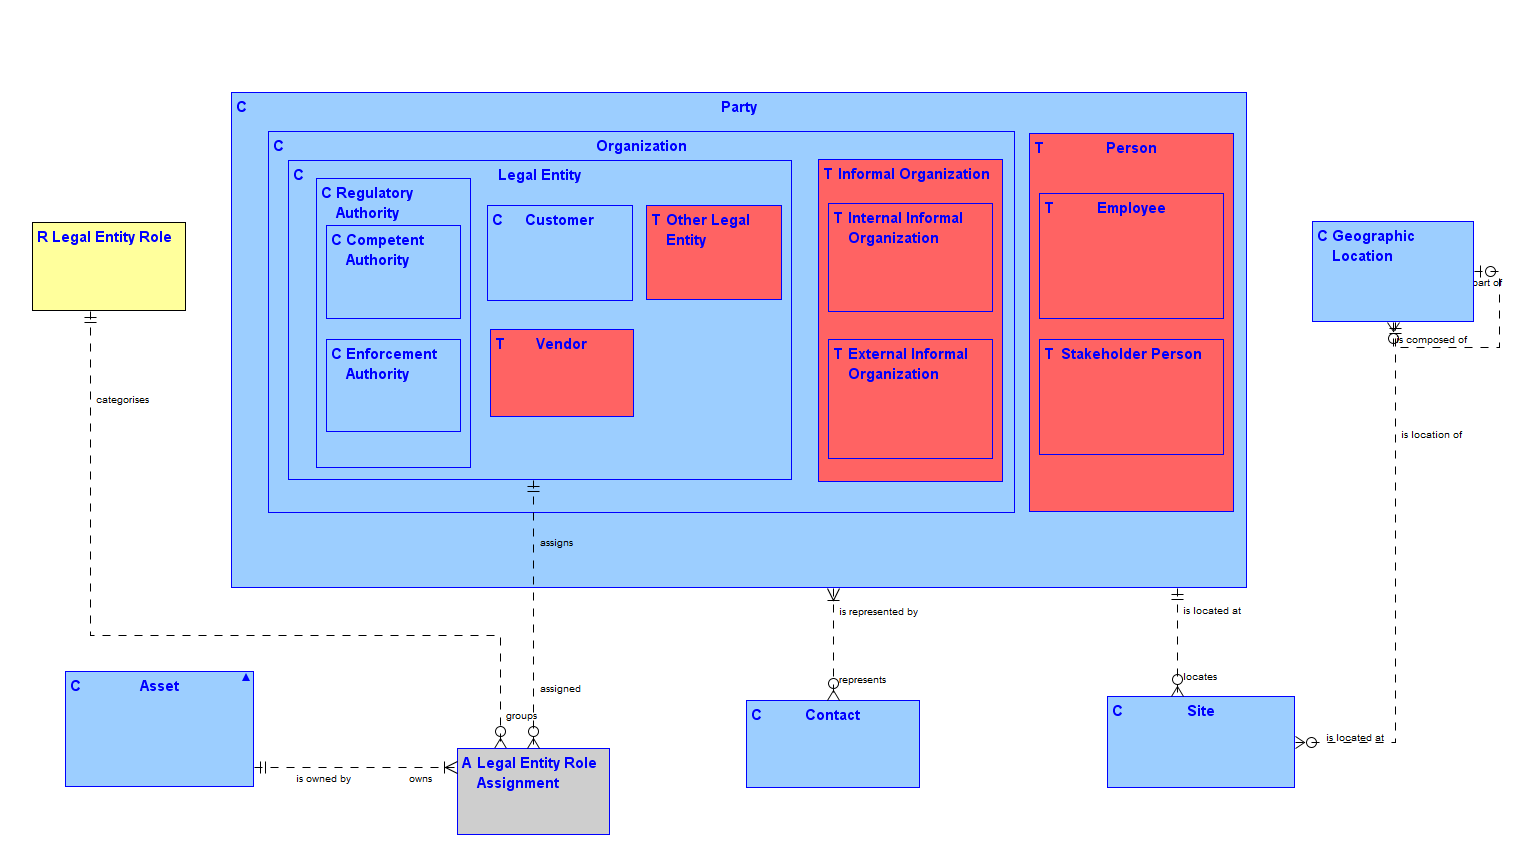 C Party
C Organization
C Legal Entity
C Regulatory
Authority
C Competent
Authority
C Enforcement
Authority
C Customer
T Other Legal
Entity
T Vendor
T Informal Organization
T Internal Informal
Organization
T External Informal
Organization
T Person
T Employee
T Stakeholder Person
R Legal Entity Role
categorises
C Geographic
Location
part of
is composed of
is location of
assigns
is represented by
is located at
C Asset
assigned
groups
represents
locates
A Legal Entity Role
Assignment
is owned by
owns
C Contact
C Site
is located at